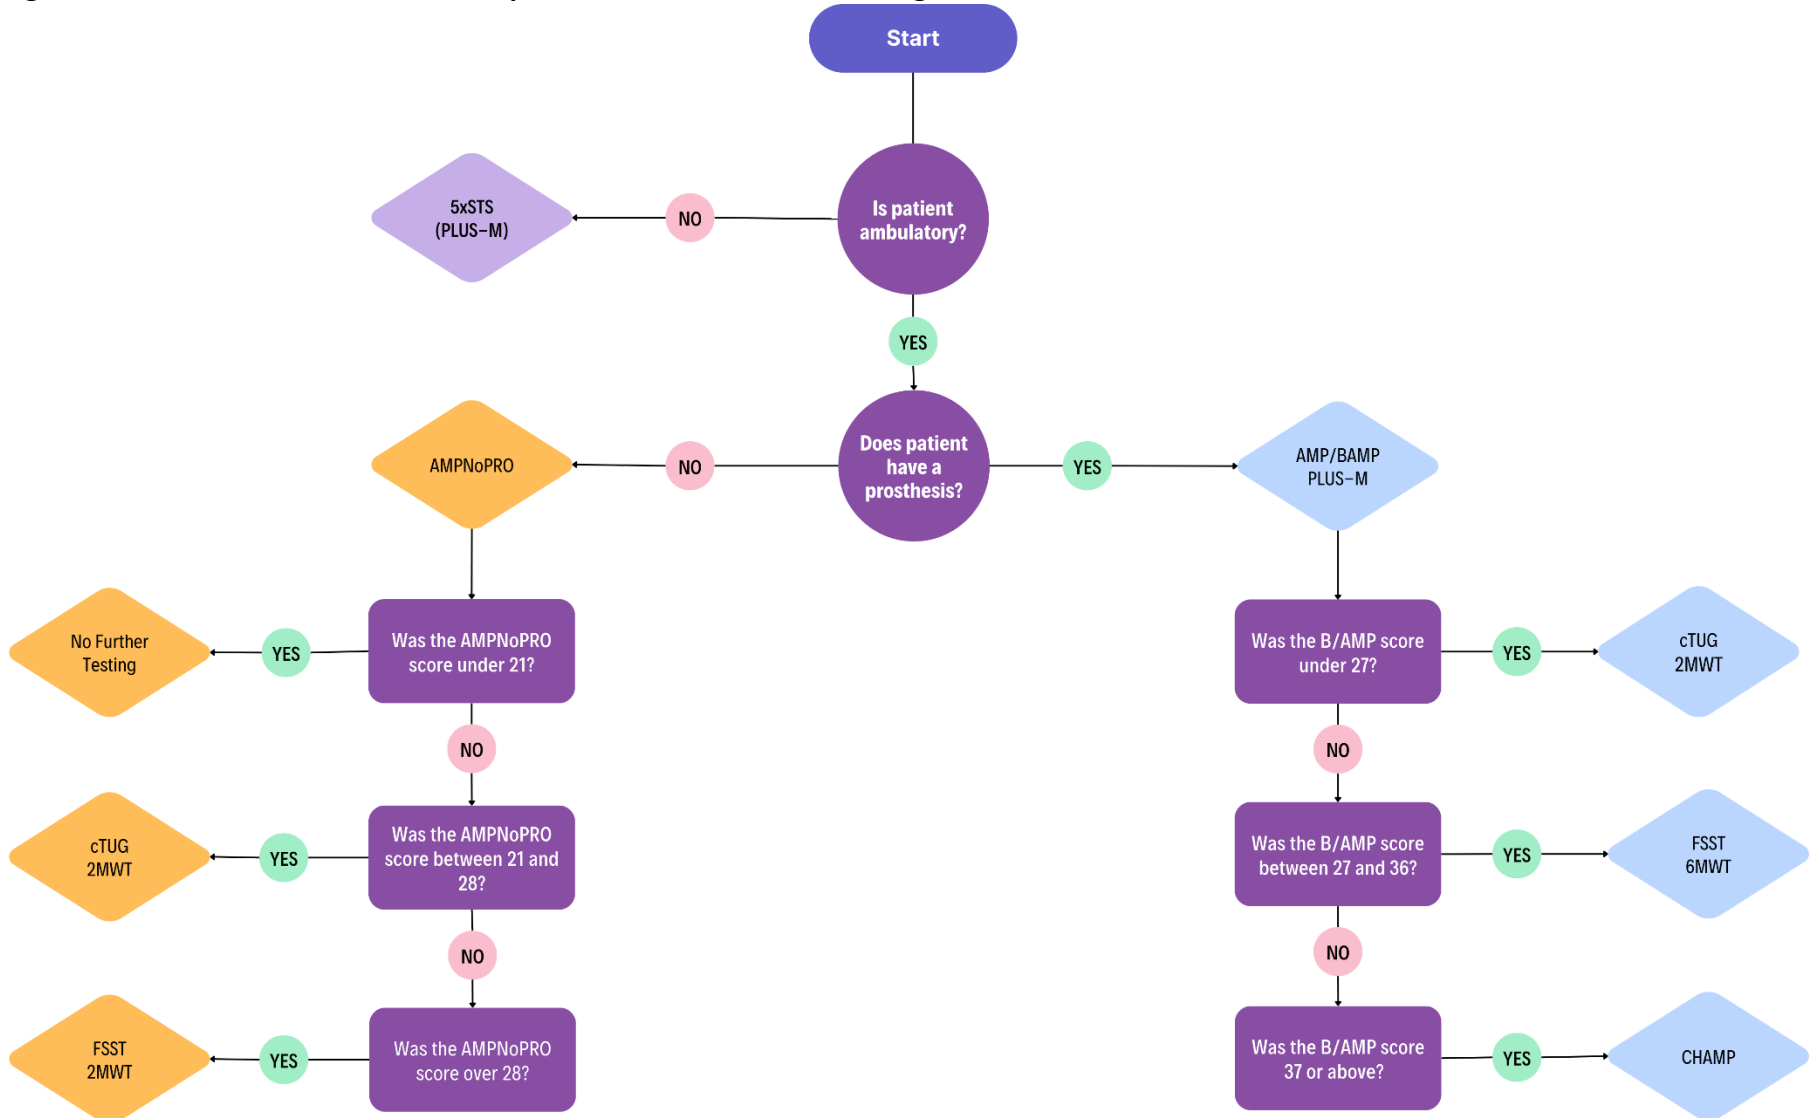 Start
Is patient
ambulatory?
NO
5xSTS
(PLUS-M)
YES
Does patient
have a
prosthesis?
NO
AMPNoPRO
YES
AMP/BAMP
PLUS-M
Was the AMPNoPRO
score under 21?
YES
No Further
Testing
NO
Was the AMPNoPRO
score between 21 and
28?
YES
cTUG
2MWT
NO
Was the AMPNoPRO
score over 28?
YES
FSST
2MWT
Was the B/AMP score
under 27?
YES
cTUG
2MWT
NO
Was the B/AMP score
between 27 and 36?
YES
FSST
6MWT
NO
Was the B/AMP score
37 or above?
YES
CHAMP